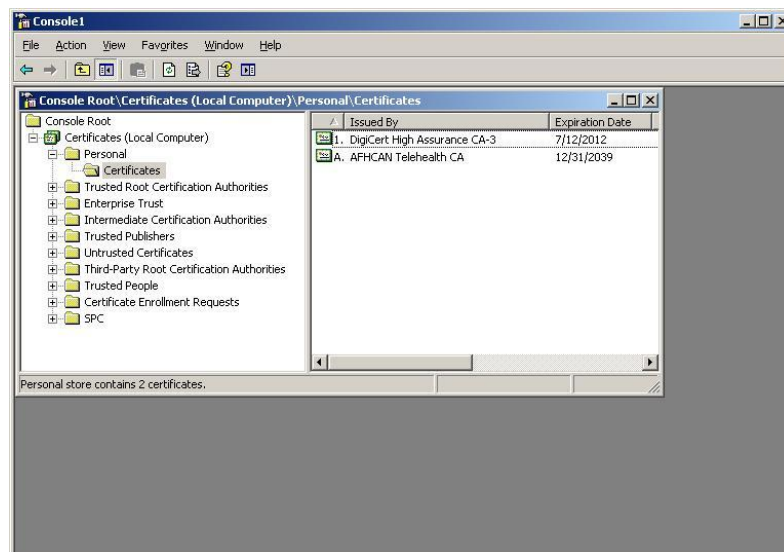 Console1
File Action View Favorites Window Help
Console Root\Certificates (Local Computer)\Personal\Certificates
Console Root
Certificates (Local Computer)
Personal
Certificates
Trusted Root Certification Authorities
Enterprise Trust
Intermediate Certification Authorities
Trusted Publishers
Untrusted Certificates
Third-Party Root Certification Authorities
Trusted People
Certificate Enrollment Requests
SPC
Issued By Expiration Date
1. DigiCert High Assurance CA-3 7/12/2012
A. AFHCAN Telehealth CA 12/31/2039
Personal store contains 2 certificates.